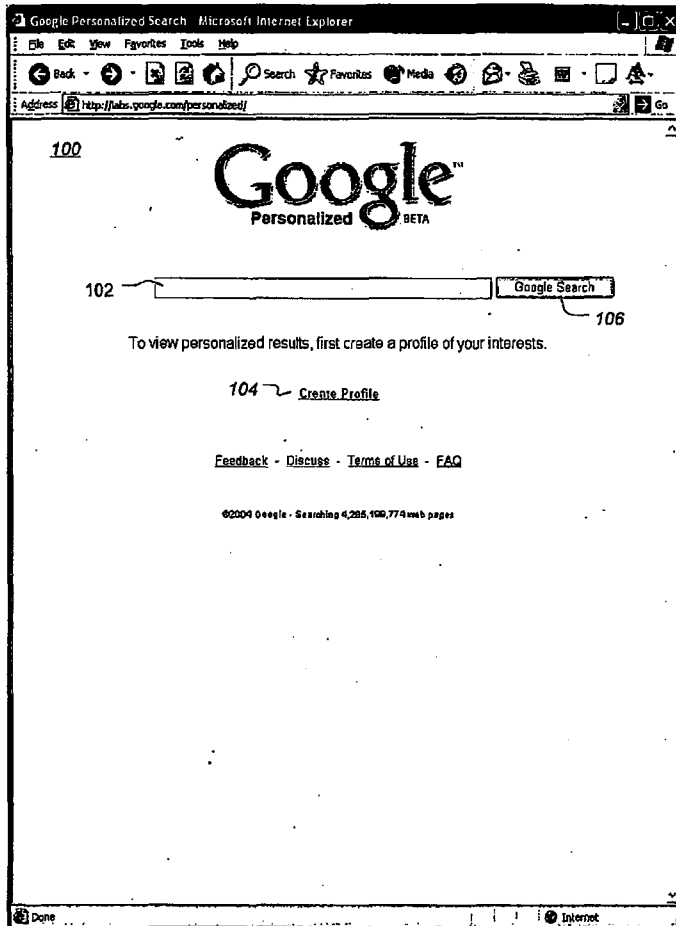 Google Personalized Search Microsoft Internet Explorer
File Edit View Favorites Tools Help
Back Search Favorites Media
Address http://labs.google.com/personalized/ Go
100
Google™
Personalized BETA
102
Google Search
106
To view personalized results, first create a profile of your interests.
104 Create Profile
Feedback - Discuss - Terms of Use - FAQ
©2004 Google - Searching 4,285,199,774 web pages
Done Internet